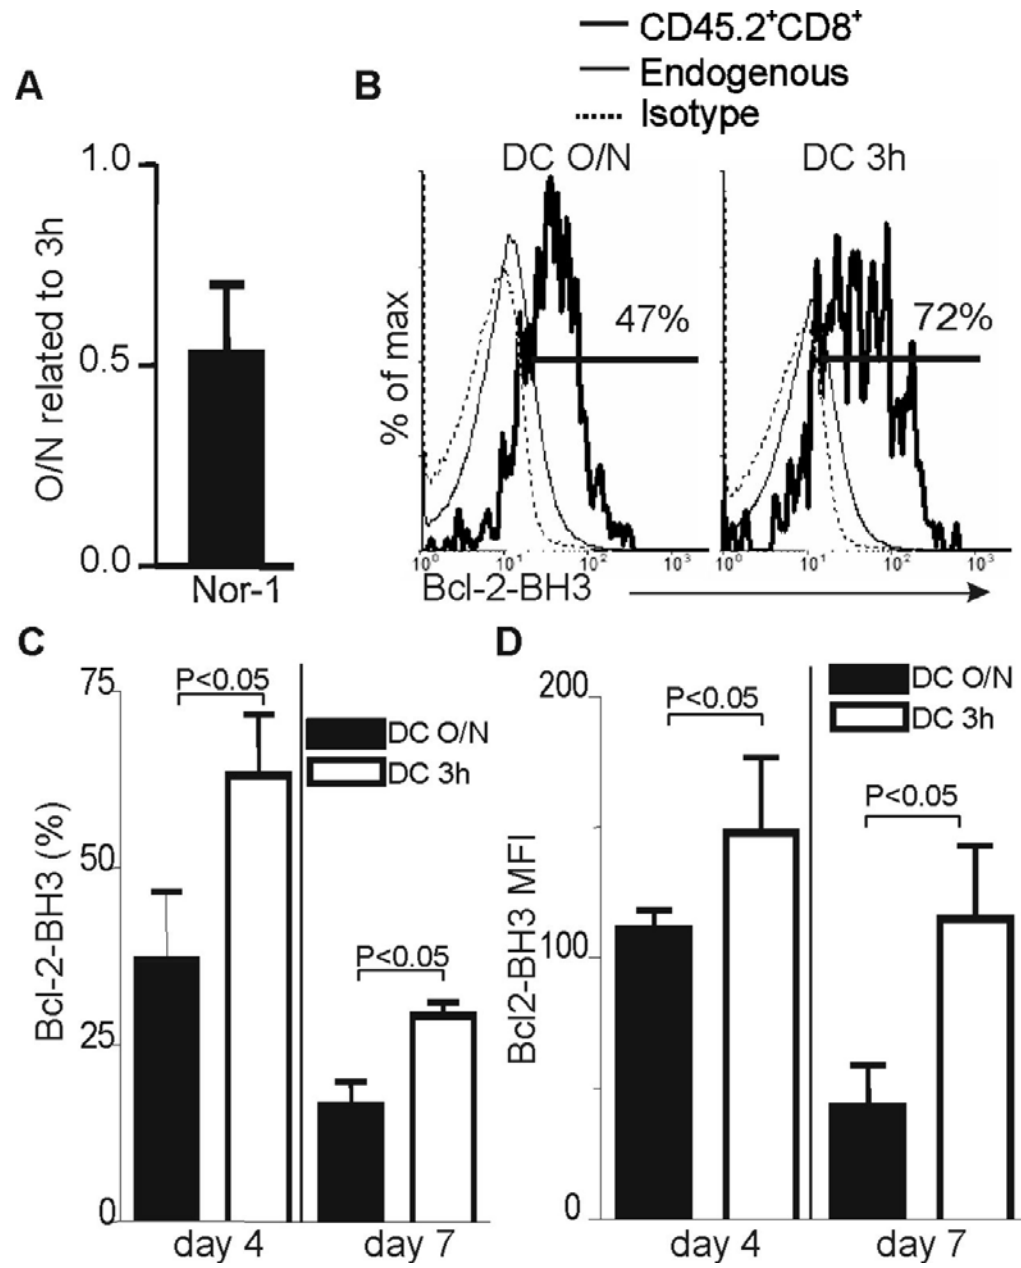 CD45.2⁺CD8⁺
Endogenous
Isotype
A
B
DC O/N
DC 3h
1.0
0.5
0.0
O/N related to 3h
Nor-1
% of max
47%
72%
10⁰ 10¹ 10² 10³
10⁰ 10¹ 10² 10³
Bcl-2-BH3
C
D
75
50
25
0
Bcl-2-BH3 (%)
P<0.05
DC O/N
DC 3h
P<0.05
day 4 day 7
200
100
0
Bcl2-BH3 MFI
P<0.05
DC O/N
DC 3h
P<0.05
day 4 day 7